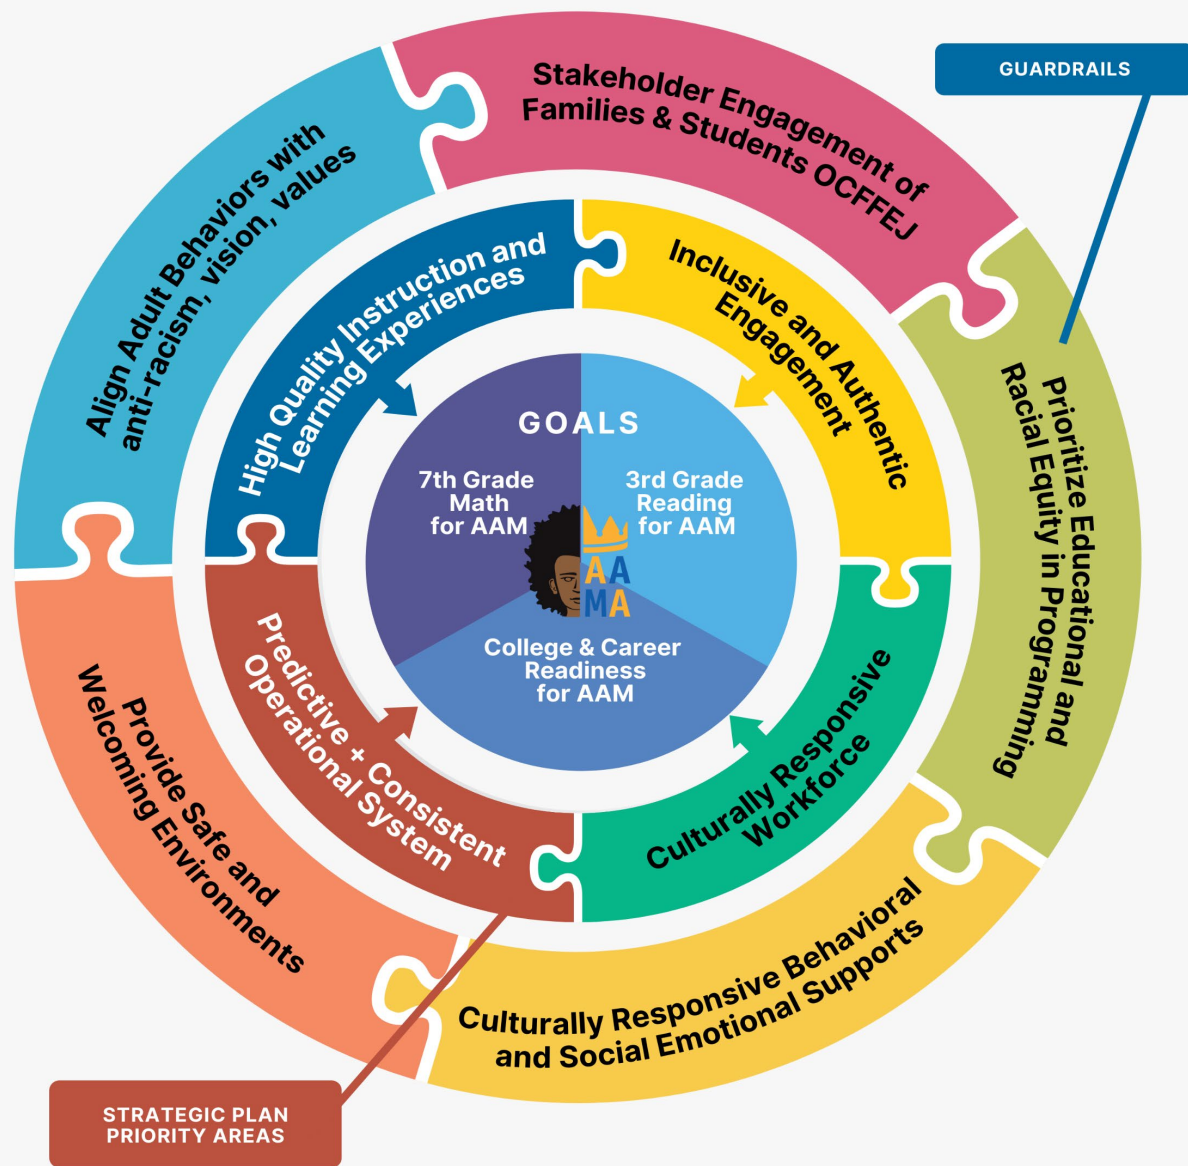 GUARDRAILS
Stakeholder Engagement of
Families & Students OCFFEJ
Align Adult Behaviors with
anti-racism, vision, values
Prioritize Educational and
Racial Equity in Programming
Provide Safe and
Welcoming Environments
Culturally Responsive Behavioral
and Social Emotional Supports
High Quality Instruction and
Learning Experiences
Inclusive and Authentic
Engagement
Predictive + Consistent
Operational System
Culturally Responsive
Workforce
GOALS
7th Grade
Math
for AAM
3rd Grade
Reading
for AAM
AA
MA
College & Career
Readiness
for AAM
STRATEGIC PLAN
PRIORITY AREAS